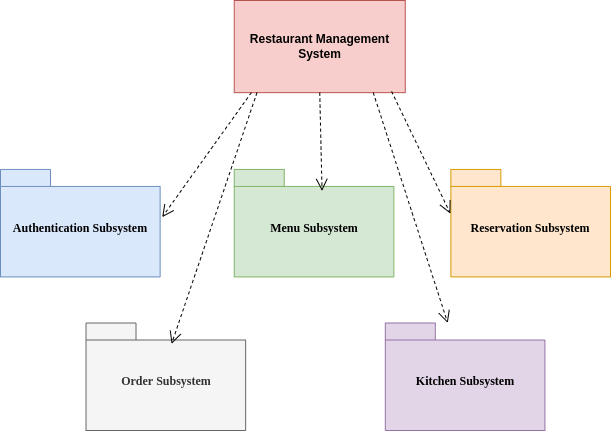 Restaurant Management
System
Authentication Subsystem
Menu Subsystem
Reservation Subsystem
Order Subsystem
Kitchen Subsystem